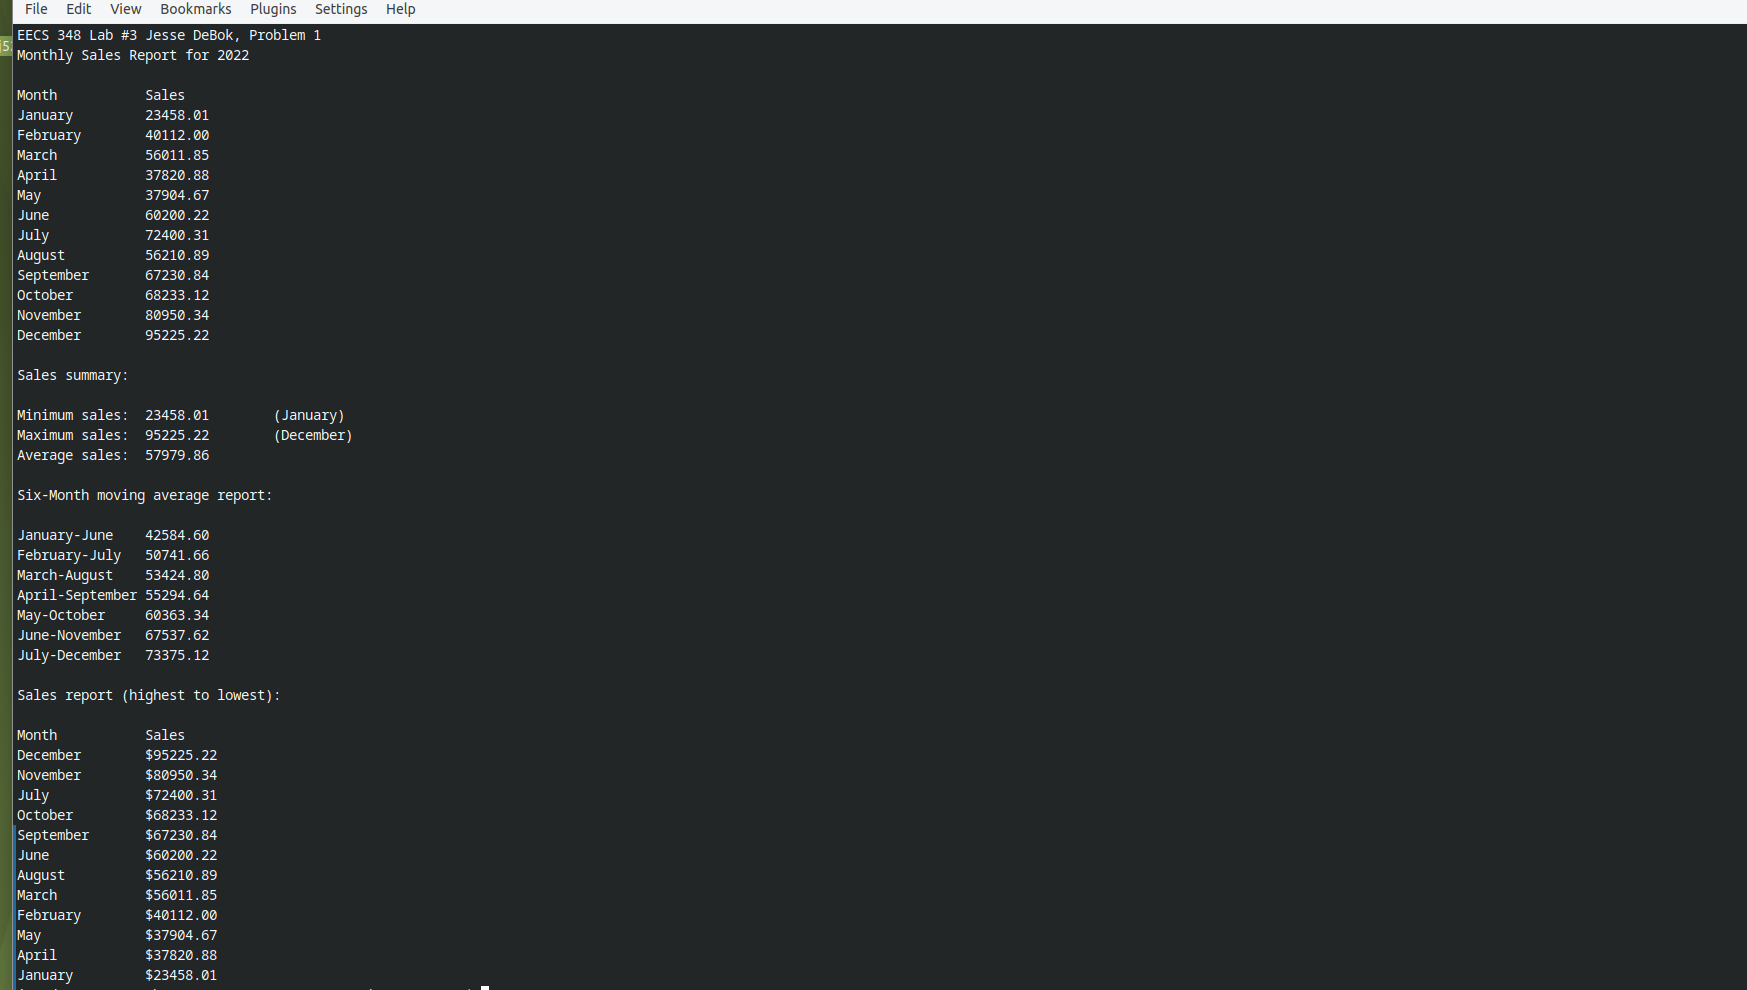 File Edit View Bookmarks Plugins Settings Help
EECS 348 Lab #3 Jesse DeBok, Problem 1
Monthly Sales Report for 2022
Month Sales
January 23458.01
February 40112.00
March 56011.85
April 37820.88
May 37904.67
June 60200.22
July 72400.31
August 56210.89
September 67230.84
October 68233.12
November 80950.34
December 95225.22
Sales summary:
Minimum sales: 23458.01 (January)
Maximum sales: 95225.22 (December)
Average sales: 57979.86
Six-Month moving average report:
January-June 42584.60
February-July 50741.66
March-August 53424.80
April-September 55294.64
May-October 60363.34
June-November 67537.62
July-December 73375.12
Sales report (highest to lowest):
Month Sales
December $95225.22
November $80950.34
July $72400.31
October $68233.12
September $67230.84
June $60200.22
August $56210.89
March $56011.85
February $40112.00
May $37904.67
April $37820.88
January $23458.01